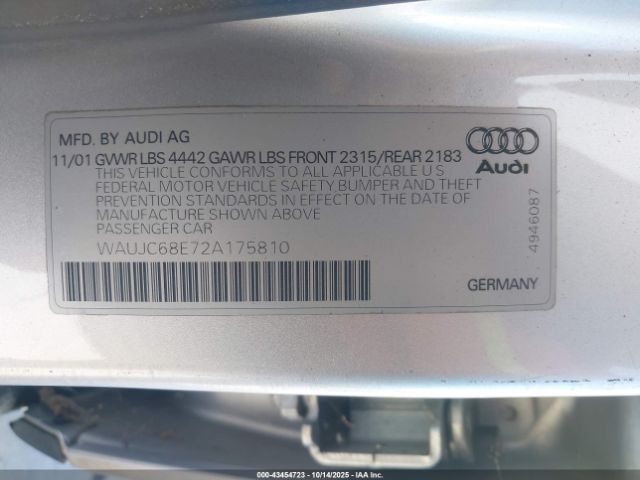 MFD. BY AUDI AG
11/01 GVWR LBS 4442 GAWR LBS FRONT 2315/REAR 2183
THIS VEHICLE CONFORMS TO ALL APPLICABLE U S
FEDERAL MOTOR VEHICLE SAFETY BUMPER AND THEFT
PREVENTION STANDARDS IN EFFECT ON THE DATE OF
MANUFACTURE SHOWN ABOVE
PASSENGER CAR
WAUJC68E72A175810
Audi
4946087
GERMANY
000-43454723 - 10/14/2025 - IAA Inc.